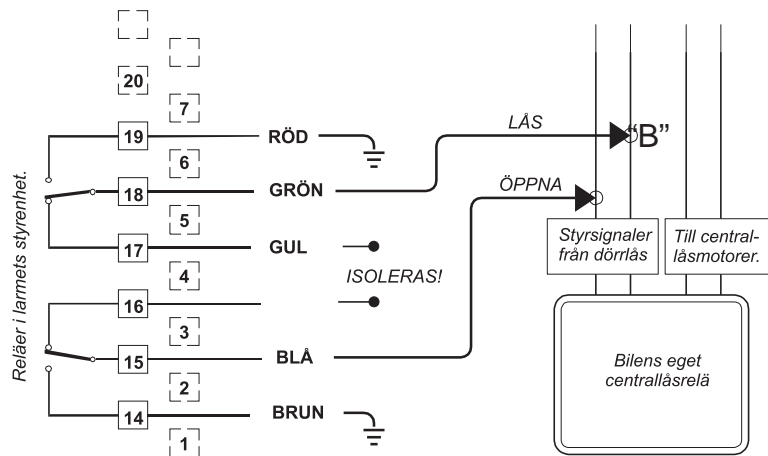 20
7
19
RÖD
LÅS
"B"
6
18
GRÖN
ÖPPNA
5
17
GUL
Styrsignaler
från dörrlås
Till central-
låsmotorer.
4
ISOLERAS!
16
3
15
BLÅ
Bilens eget
centrallåsrelä
2
14
BRUN
1
Reläer i larmets styrenhet.